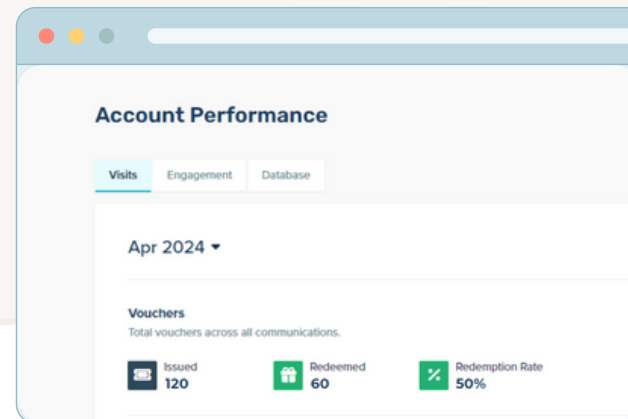 Account Performance
Visits Engagement Database
Apr 2024
Vouchers
Total vouchers across all communications.
Issued Redeemed Redemption Rate
120 60 50%